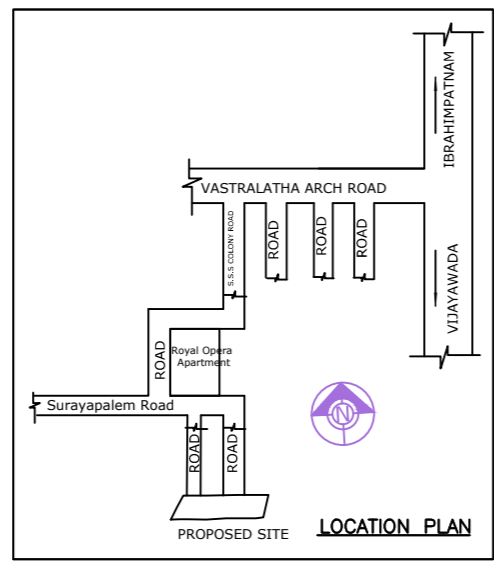 IBRAHIMPATNAM
VASTRALATHA ARCH ROAD
S.S.S COLONY ROAD
ROAD
ROAD
ROAD
VIJAYAWADA
ROAD
Royal Opera
Apartment
Surayapalem Road
N
ROAD
ROAD
PROPOSED SITE
LOCATION PLAN